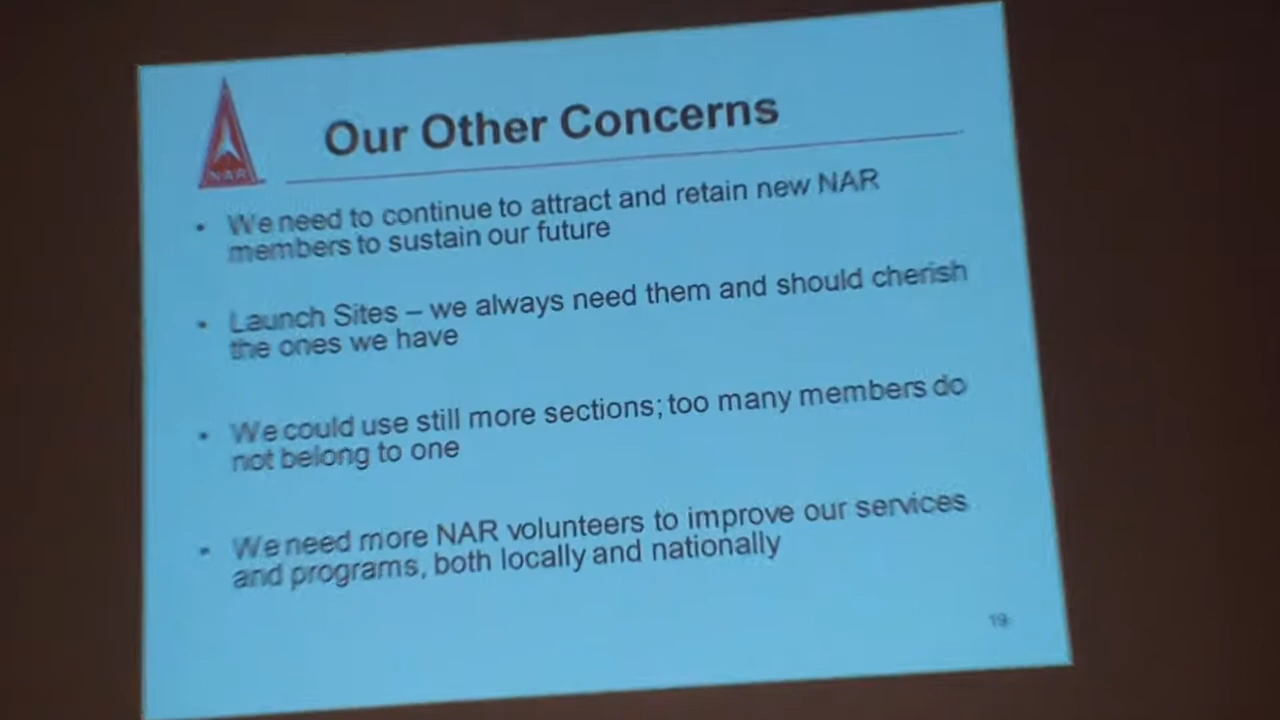 NAR
Our Other Concerns
• We need to continue to attract and retain new NAR
members to sustain our future
• Launch Sites – we always need them and should cherish
the ones we have
• We could use still more sections; too many members do
not belong to one
• We need more NAR volunteers to improve our services
and programs, both locally and nationally
19